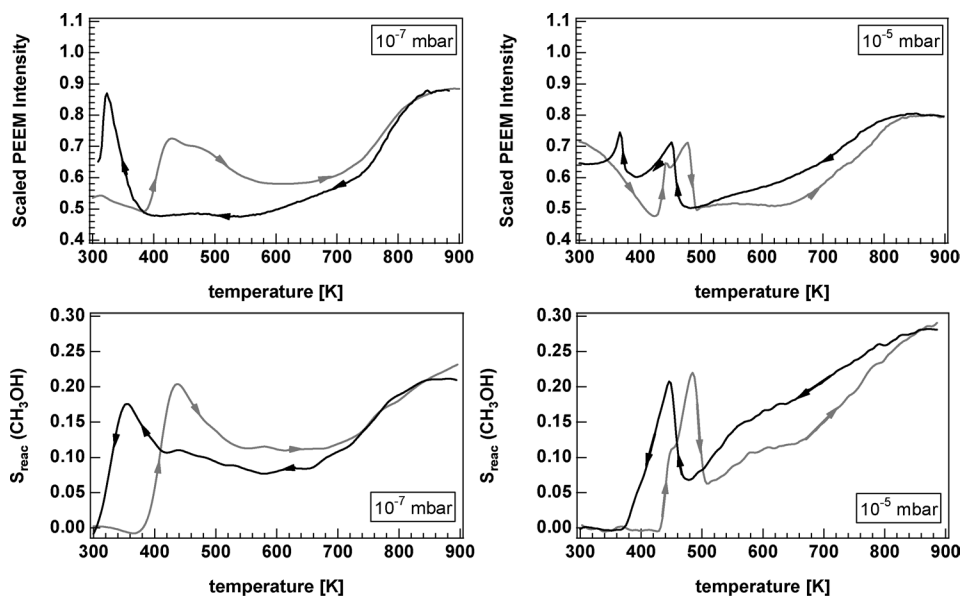 Scaled PEEM Intensity
1.1
1.0
0.9
0.8
0.7
0.6
0.5
0.4
10⁻⁷ mbar
300 400 500 600 700 800 900
temperature [K]
Scaled PEEM Intensity
1.1
1.0
0.9
0.8
0.7
0.6
0.5
0.4
10⁻⁵ mbar
300 400 500 600 700 800 900
temperature [K]
Sreac (CH₃OH)
0.30
0.25
0.20
0.15
0.10
0.05
0.00
10⁻⁷ mbar
300 400 500 600 700 800 900
temperature [K]
Sreac (CH₃OH)
0.30
0.25
0.20
0.15
0.10
0.05
0.00
10⁻⁵ mbar
300 400 500 600 700 800 900
temperature [K]